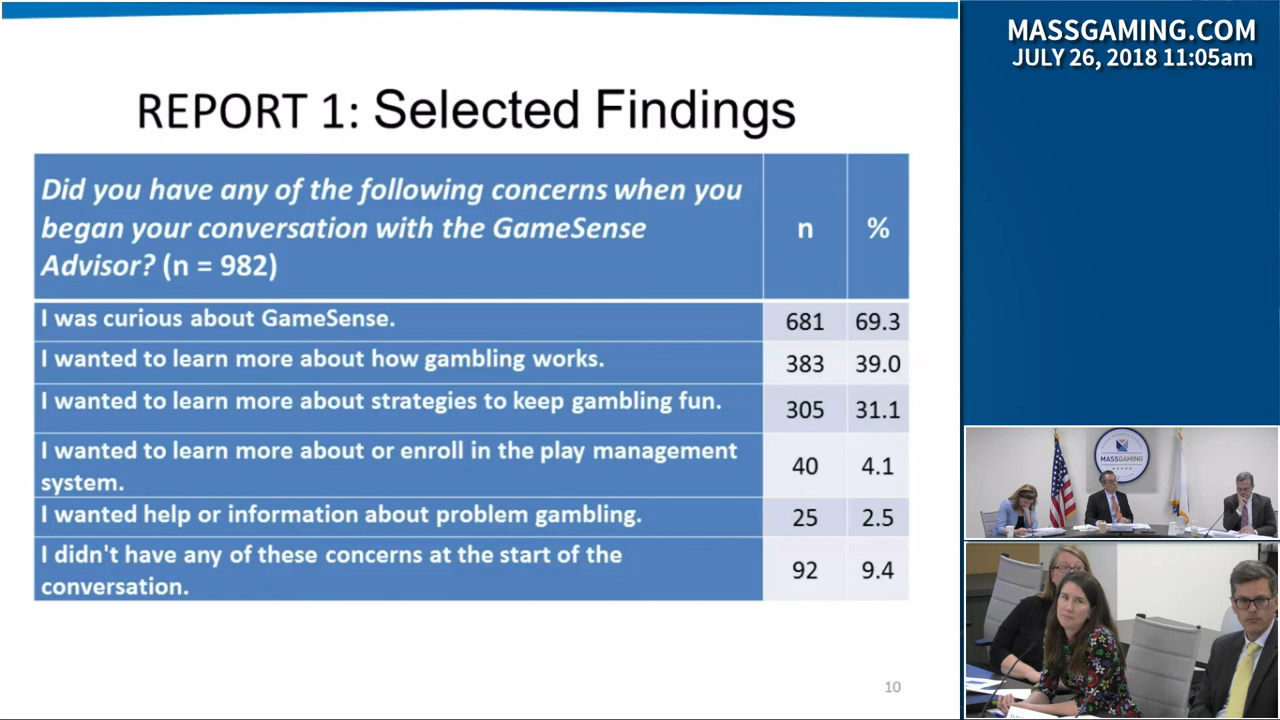 REPORT 1: Selected Findings
Did you have any of the following concerns when you
began your conversation with the GameSense
Advisor? (n = 982)
n
%
I was curious about GameSense.
681
69.3
I wanted to learn more about how gambling works.
383
39.0
I wanted to learn more about strategies to keep gambling fun.
305
31.1
I wanted to learn more about or enroll in the play management
system.
40
4.1
I wanted help or information about problem gambling.
25
2.5
I didn't have any of these concerns at the start of the
conversation.
92
9.4
10
MASSGAMING.COM
JULY 26, 2018 11:05am
MASSGAMING